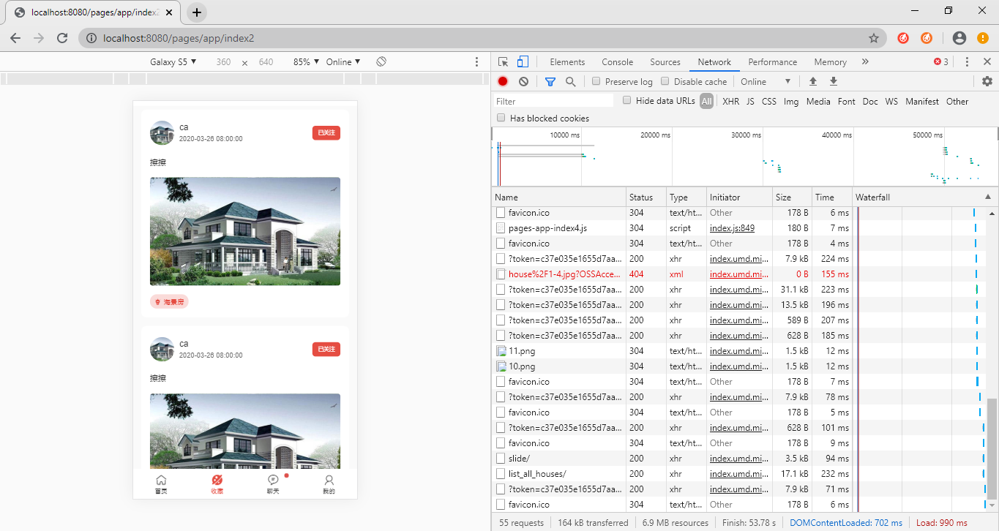 localhost:8080/pages/app/index2
localhost:8080/pages/app/index2
Galaxy S5 ▼ 360 × 640 85% ▼ Online ▼
Elements Console Sources Network Performance Memory » 3
Preserve log Disable cache Online ▼
Filter Hide data URLs All XHR JS CSS Img Media Font Doc WS Manifest Other
Has blocked cookies
10000 ms 20000 ms 30000 ms 40000 ms 50000 ms
Name Status Type Initiator Size Time Waterfall
favicon.ico 304 text/ht... Other 178 B 6 ms
pages-app-index4.js 304 script index.js:849 180 B 7 ms
favicon.ico 304 text/ht... Other 178 B 4 ms
?token=c37e035e1655d7aa... 200 xhr index.umd.mi... 7.9 kB 224 ms
house%2F1-4.jpg?OSSAcce... 404 xml index.umd.mi... 0 B 155 ms
?token=c37e035e1655d7aa... 200 xhr index.umd.mi... 31.1 kB 223 ms
?token=c37e035e1655d7aa... 200 xhr index.umd.mi... 13.5 kB 196 ms
?token=c37e035e1655d7aa... 200 xhr index.umd.mi... 589 B 207 ms
?token=c37e035e1655d7aa... 200 xhr index.umd.mi... 628 B 185 ms
11.png 304 text/ht... index.umd.mi... 1.5 kB 12 ms
10.png 304 text/ht... index.umd.mi... 1.5 kB 12 ms
favicon.ico 304 text/ht... Other 178 B 7 ms
?token=c37e035e1655d7aa... 200 xhr index.umd.mi... 7.9 kB 78 ms
favicon.ico 304 text/ht... Other 178 B 5 ms
?token=c37e035e1655d7aa... 200 xhr index.umd.mi... 628 B 101 ms
favicon.ico 304 text/ht... Other 178 B 9 ms
slide/ 200 xhr index.umd.mi... 3.5 kB 94 ms
list_all_houses/ 200 xhr index.umd.mi... 17.1 kB 232 ms
?token=c37e035e1655d7aa... 200 xhr index.umd.mi... 7.9 kB 71 ms
favicon.ico 304 text/ht... Other 178 B 6 ms
55 requests 164 kB transferred 6.9 MB resources Finish: 53.78 s DOMContentLoaded: 702 ms Load: 990 ms
ca
2020-03-26 08:00:00
已关注
擦擦
海景房
ca
2020-03-26 08:00:00
已关注
擦擦
首页 收藏 聊天 我的